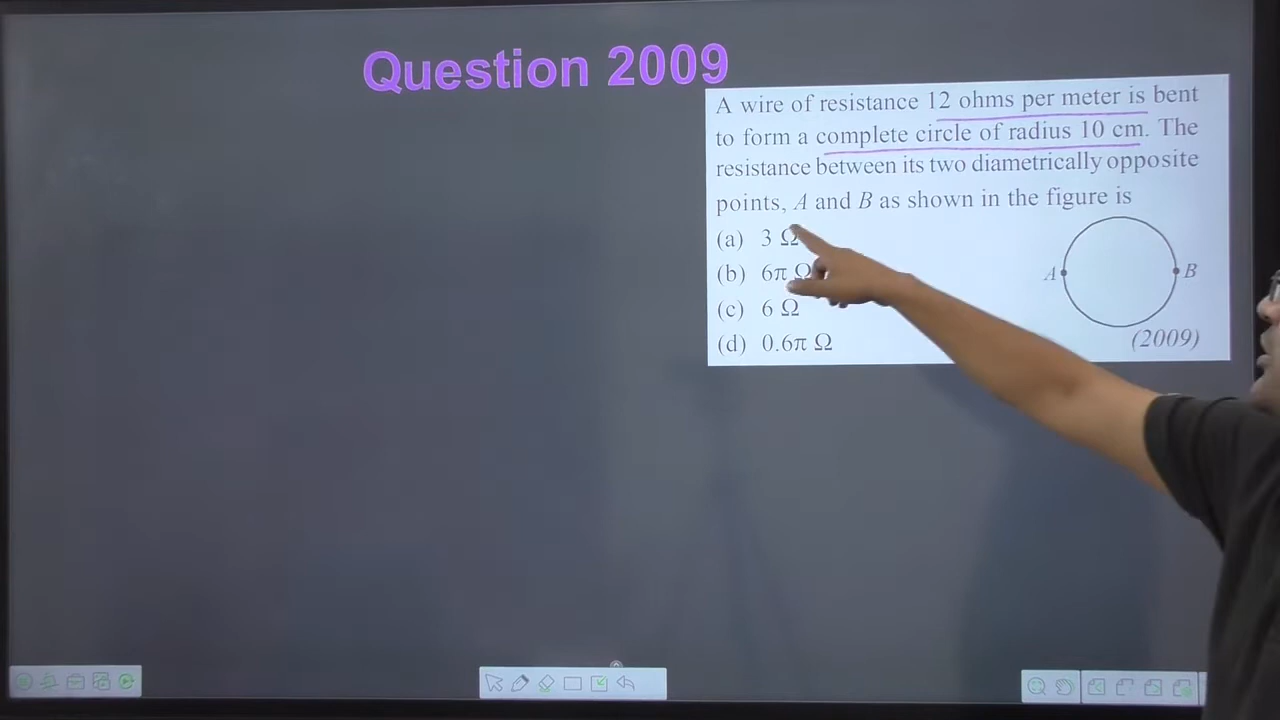 Question 2009
A wire of resistance 12 ohms per meter is bent
to form a complete circle of radius 10 cm. The
resistance between its two diametrically opposite
points, A and B as shown in the figure is
(a) 3 Ω
(b) 6π Ω
(c) 6 Ω
(d) 0.6π Ω
A
B
(2009)